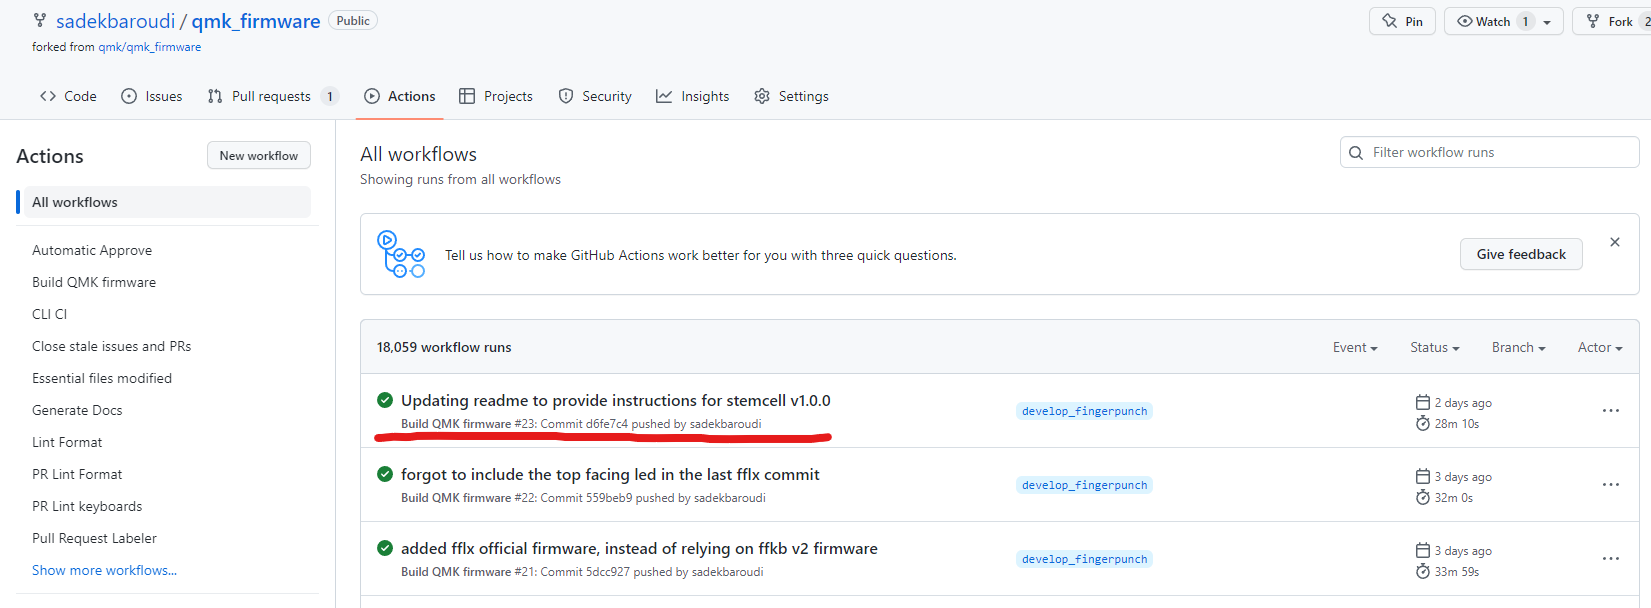 sadekbaroudi / qmk_firmware Public
Pin Watch 1 Fork 2
forked from qmk/qmk_firmware
Code Issues Pull requests 1 Actions Projects Security Insights Settings
Actions
New workflow
All workflows
Automatic Approve
Build QMK firmware
CLI CI
Close stale issues and PRs
Essential files modified
Generate Docs
Lint Format
PR Lint Format
PR Lint keyboards
Pull Request Labeler
Show more workflows...
All workflows
Showing runs from all workflows
Filter workflow runs
Tell us how to make GitHub Actions work better for you with three quick questions.
Give feedback
18,059 workflow runs
Event Status Branch Actor
Updating readme to provide instructions for stemcell v1.0.0
Build QMK firmware #23: Commit d6fe7c4 pushed by sadekbaroudi
develop_fingerpunch
2 days ago
28m 10s
forgot to include the top facing led in the last fflx commit
Build QMK firmware #22: Commit 559beb9 pushed by sadekbaroudi
develop_fingerpunch
3 days ago
32m 0s
added fflx official firmware, instead of relying on ffkb v2 firmware
Build QMK firmware #21: Commit 5dcc927 pushed by sadekbaroudi
develop_fingerpunch
3 days ago
33m 59s